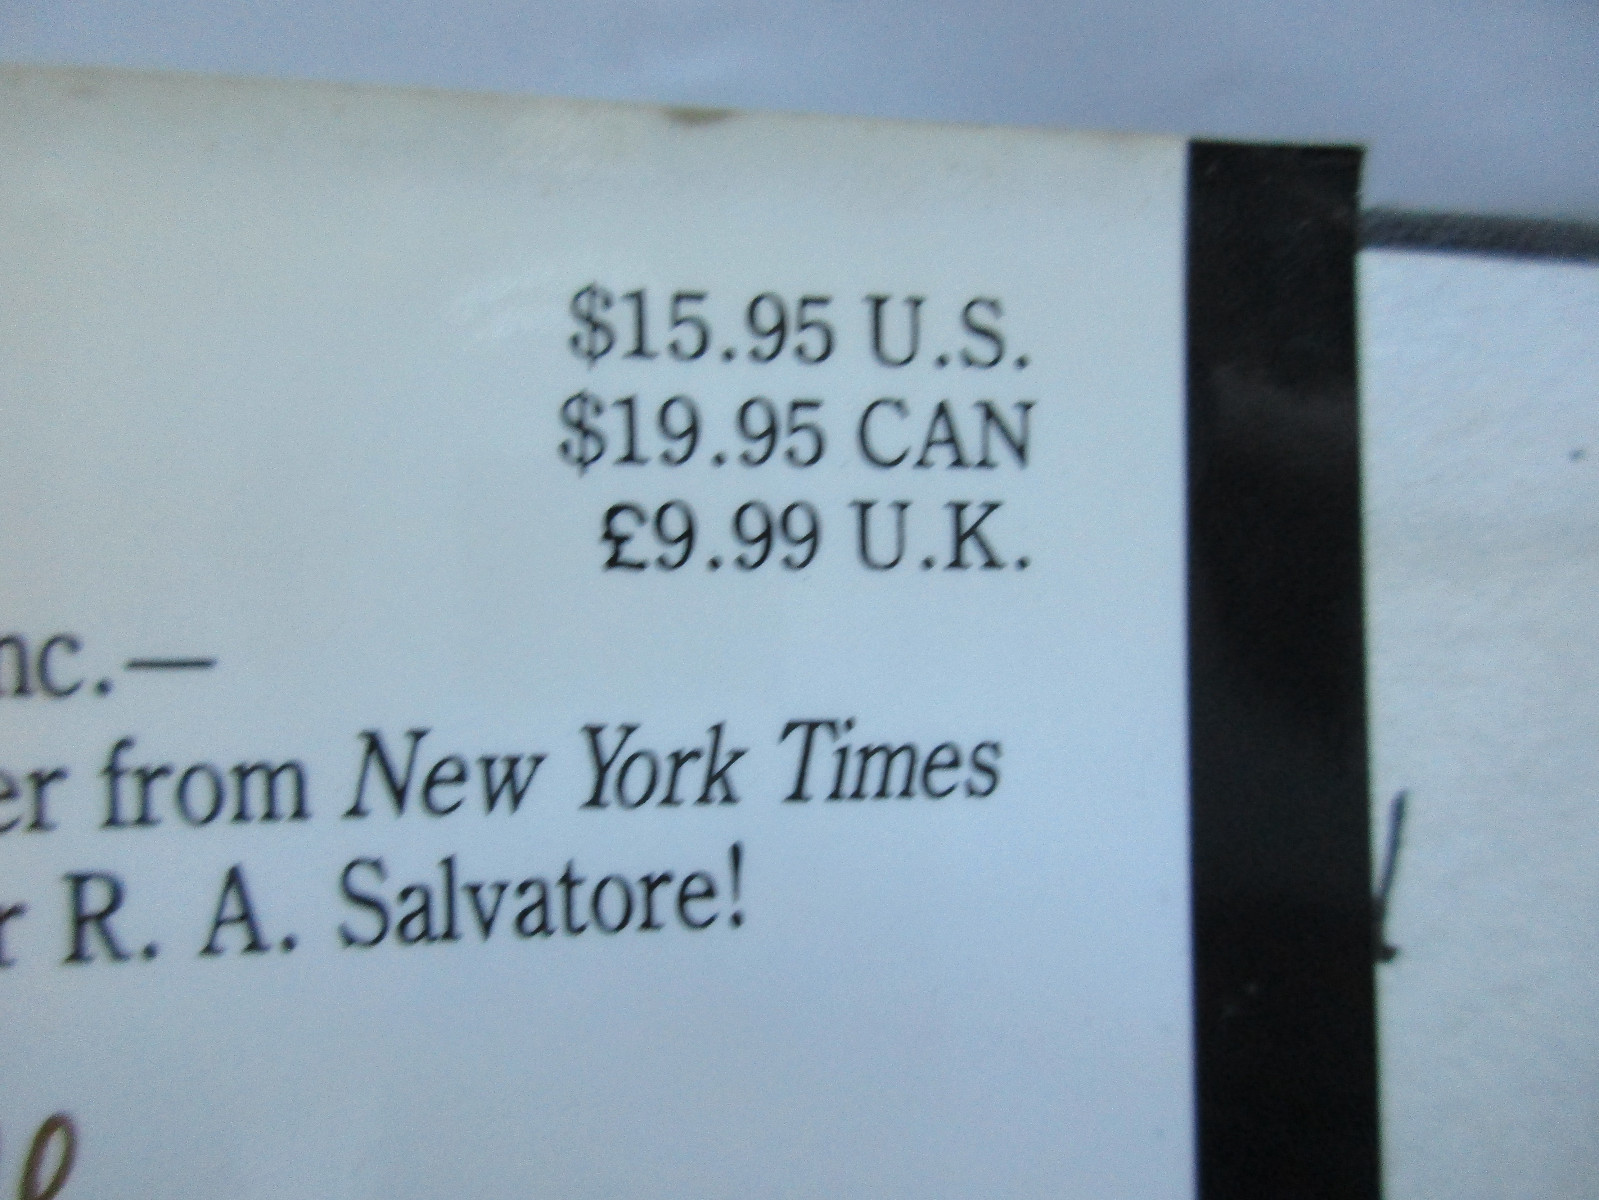 $15.95 U.S.
$19.95 CAN
£9.99 U.K.
nc.—
er from New York Times
r R. A. Salvatore!